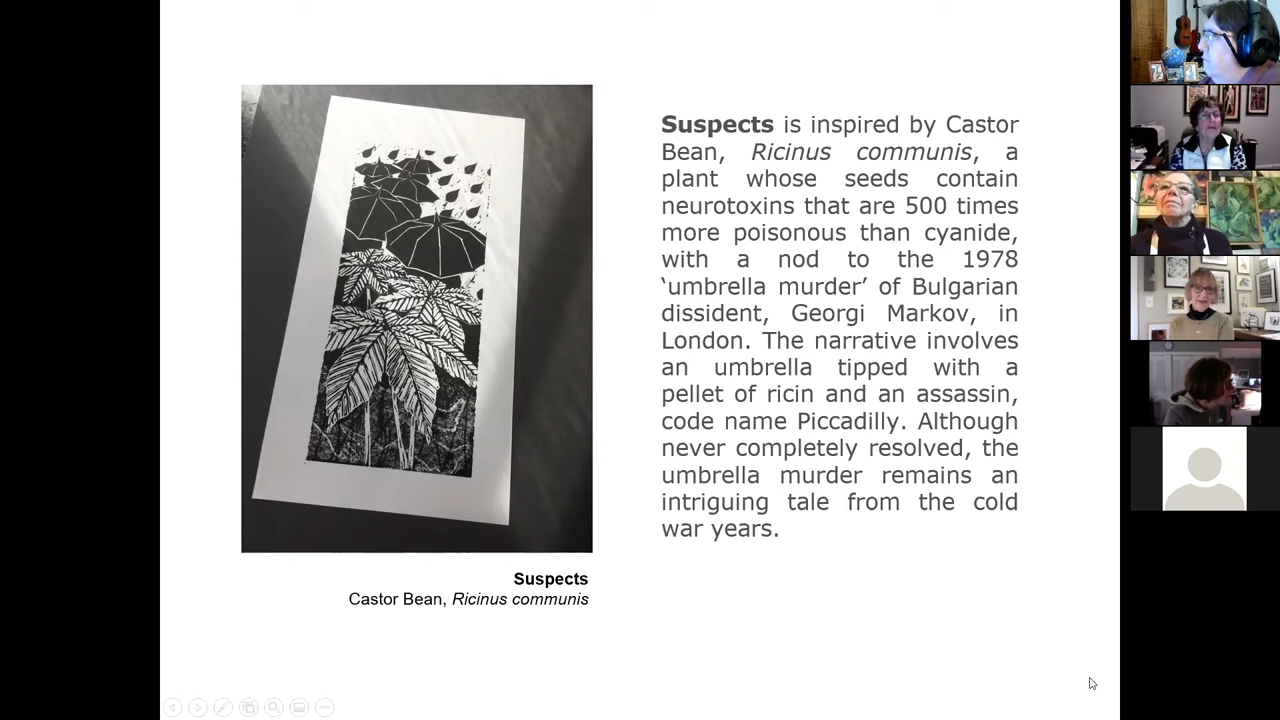 Suspects is inspired by Castor
Bean, Ricinus communis, a
plant whose seeds contain
neurotoxins that are 500 times
more poisonous than cyanide,
with a nod to the 1978
‘umbrella murder’ of Bulgarian
dissident, Georgi Markov, in
London. The narrative involves
an umbrella tipped with a
pellet of ricin and an assassin,
code name Piccadilly. Although
never completely resolved, the
umbrella murder remains an
intriguing tale from the cold
war years.
Suspects
Castor Bean, Ricinus communis